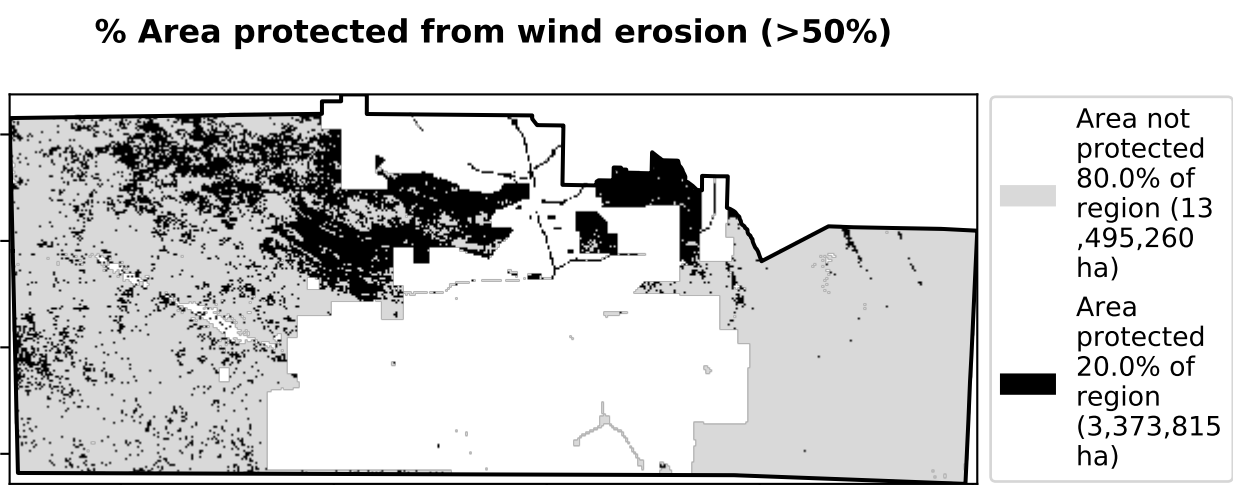 % Area protected from wind erosion (>50%)
Area not
protected
80.0% of
region (13
,495,260
ha)
Area
protected
20.0% of
region
(3,373,815
ha)